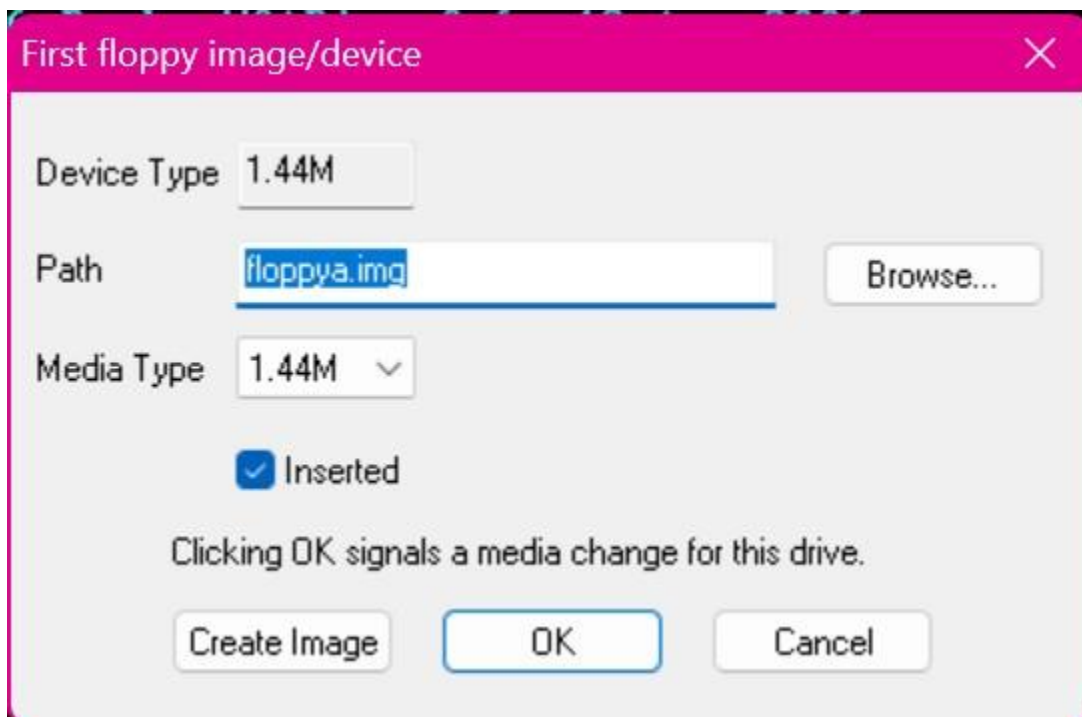 First floppy image/device
Device Type 1.44M
Path floppya.img Browse...
Media Type 1.44M
Inserted
Clicking OK signals a media change for this drive.
Create Image OK Cancel